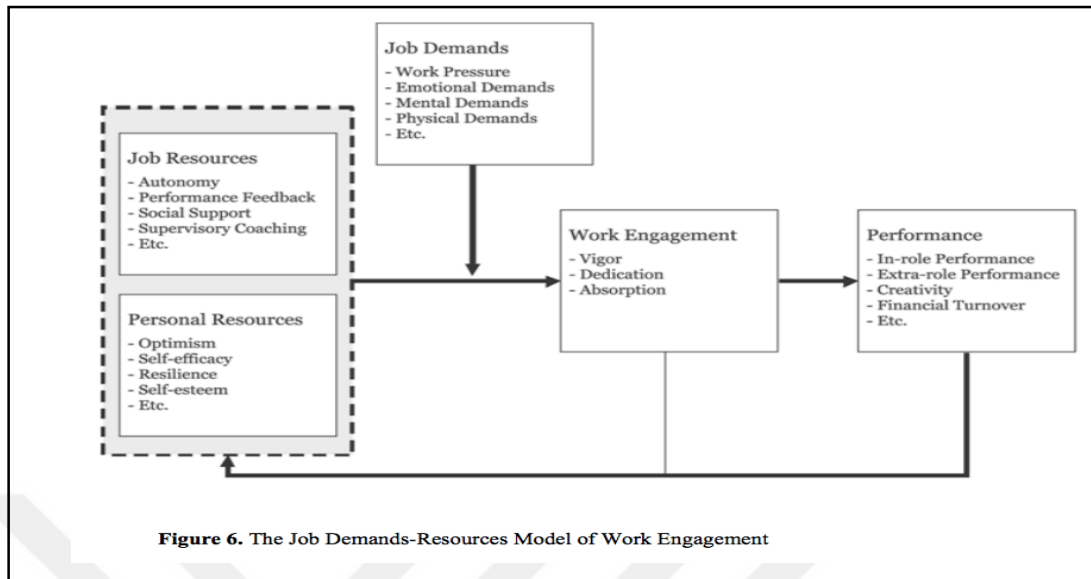 Job Demands
- Work Pressure
- Emotional Demands
- Mental Demands
- Physical Demands
- Etc.
Job Resources
- Autonomy
- Performance Feedback
- Social Support
- Supervisory Coaching
- Etc.
Personal Resources
- Optimism
- Self-efficacy
- Resilience
- Self-esteem
- Etc.
Work Engagement
- Vigor
- Dedication
- Absorption
Performance
- In-role Performance
- Extra-role Performance
- Creativity
- Financial Turnover
- Etc.
Figure 6. The Job Demands-Resources Model of Work Engagement